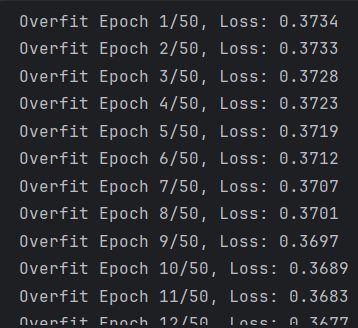 Overfit Epoch 1/50, Loss: 0.3734
Overfit Epoch 2/50, Loss: 0.3733
Overfit Epoch 3/50, Loss: 0.3728
Overfit Epoch 4/50, Loss: 0.3723
Overfit Epoch 5/50, Loss: 0.3719
Overfit Epoch 6/50, Loss: 0.3712
Overfit Epoch 7/50, Loss: 0.3707
Overfit Epoch 8/50, Loss: 0.3701
Overfit Epoch 9/50, Loss: 0.3697
Overfit Epoch 10/50, Loss: 0.3689
Overfit Epoch 11/50, Loss: 0.3683
Overfit Epoch 12/50, Loss: 0.3677